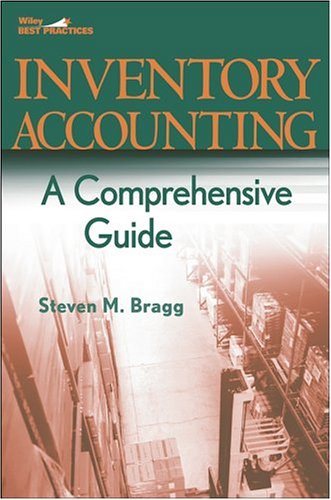 Wiley
BEST PRACTICES
INVENTORY
ACCOUNTING
A Comprehensive
Guide
Steven M. Bragg